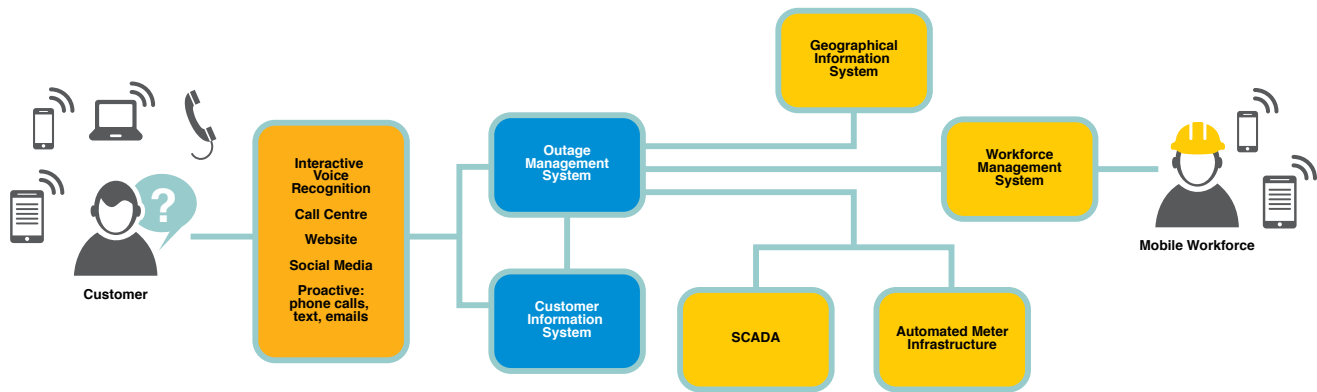 Customer
?
Interactive
Voice
Recognition
Call Centre
Website
Social Media
Proactive:
phone calls,
text, emails
Outage
Management
System
Customer
Information
System
Geographical
Information
System
Workforce
Management
System
SCADA
Automated Meter
Infrastructure
Mobile Workforce